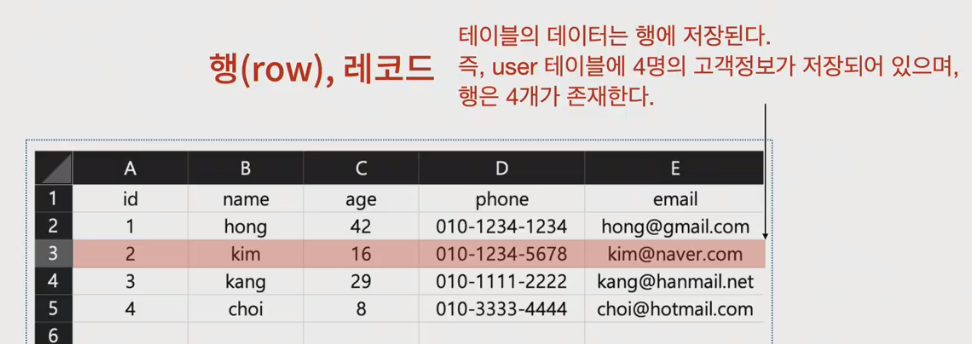 테이블의 데이터는 행에 저장된다.
행(row), 레코드
즉, user 테이블에 4명의 고객정보가 저장되어 있으며,
행은 4개가 존재한다.
A B C D E
1 id name age phone email
2 1 hong 42 010-1234-1234 hong@gmail.com
3 2 kim 16 010-1234-5678 kim@naver.com
4 3 kang 29 010-1111-2222 kang@hanmail.net
5 4 choi 8 010-3333-4444 choi@hotmail.com
6